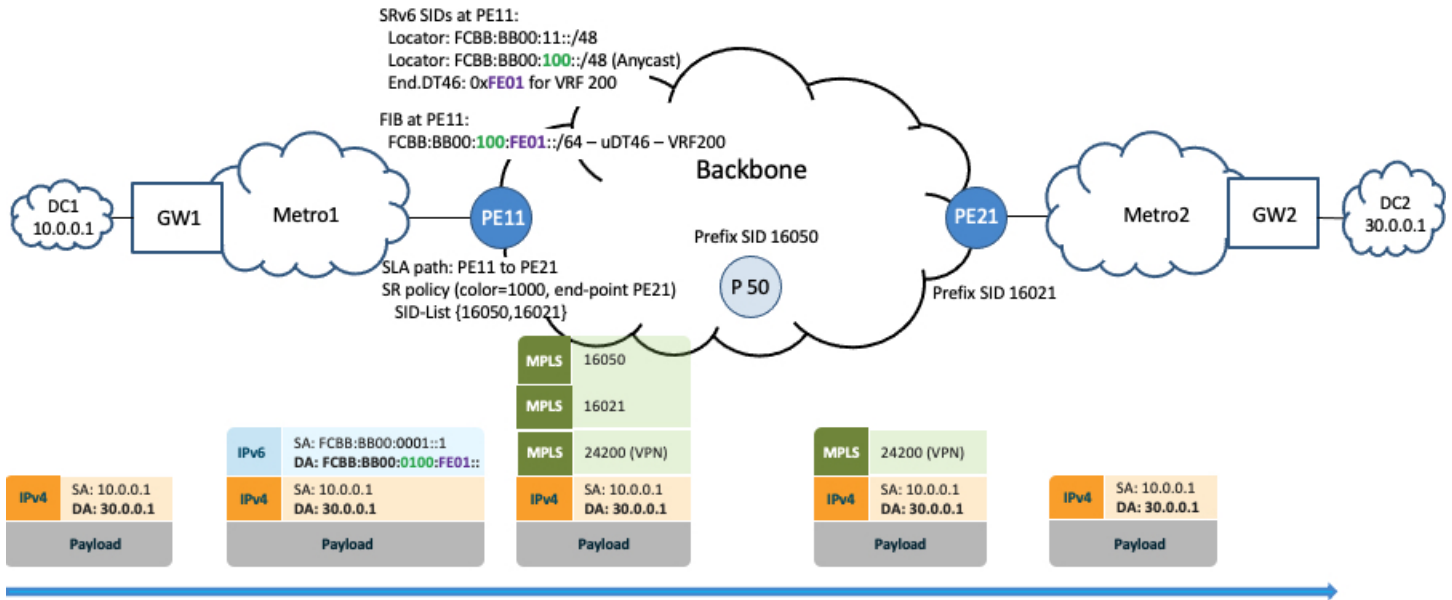 SRv6 SIDs at PE11:
Locator: FCBB:BB00:11::/48
Locator: FCBB:BB00:100::/48 (Anycast)
End.DT46: 0xFE01 for VRF 200
FIB at PE11:
FCBB:BB00:100:FE01::/64 – uDT46 – VRF200
Backbone
DC1
10.0.0.1
GW1
Metro1
PE11
PE21
Metro2
GW2
DC2
30.0.0.1
Prefix SID 16050
P 50
Prefix SID 16021
SLA path: PE11 to PE21
SR policy (color=1000, end-point PE21)
SID-List {16050,16021}
IPv4
SA: 10.0.0.1
DA: 30.0.0.1
Payload
IPv6
SA: FCBB:BB00:0001::1
DA: FCBB:BB00:0100:FE01::
IPv4
SA: 10.0.0.1
DA: 30.0.0.1
Payload
MPLS 16050
MPLS 16021
MPLS 24200 (VPN)
IPv4
SA: 10.0.0.1
DA: 30.0.0.1
Payload
MPLS 24200 (VPN)
IPv4
SA: 10.0.0.1
DA: 30.0.0.1
Payload
IPv4
SA: 10.0.0.1
DA: 30.0.0.1
Payload